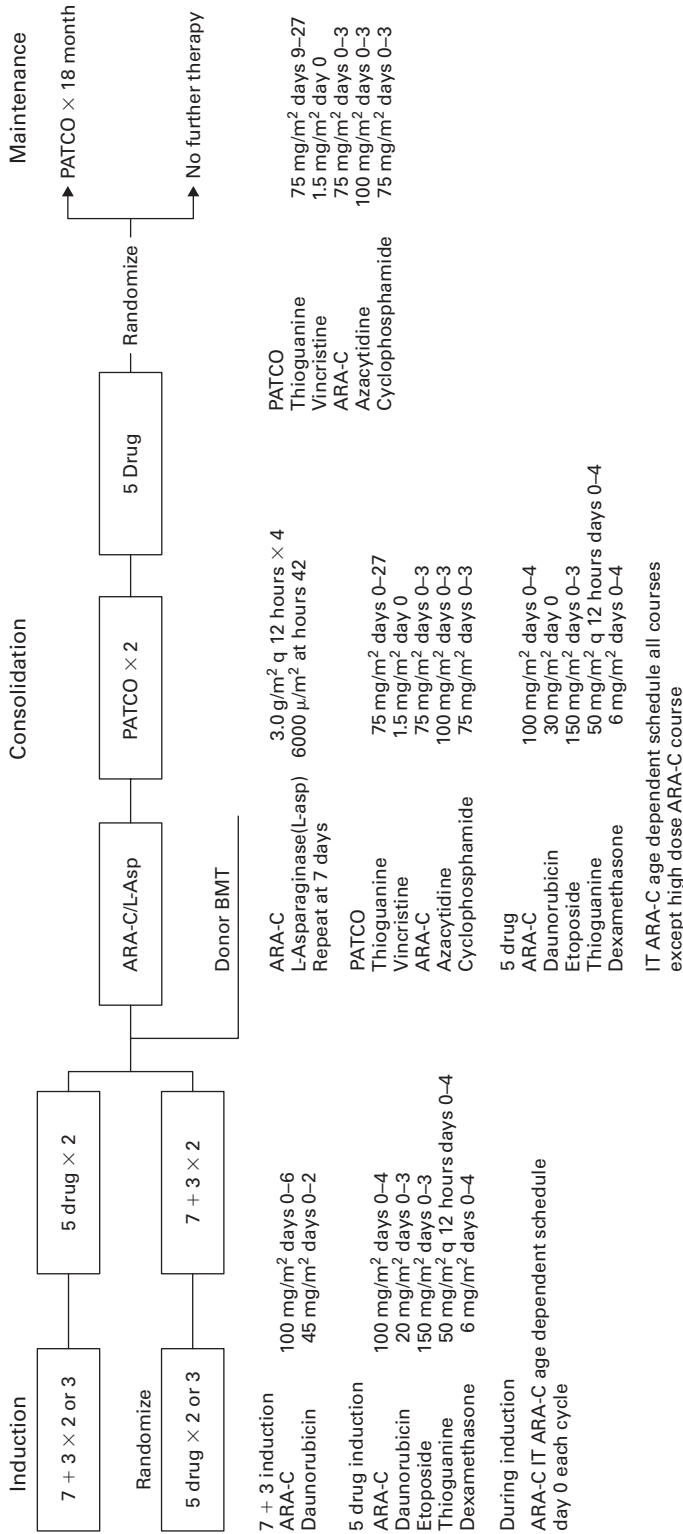 Induction
7 + 3 × 2 or 3
5 drug × 2
Randomize
5 drug × 2 or 3
7 + 3 × 2
Consolidation
ARA-C/L-Asp
PATCO × 2
5 Drug
Donor BMT
Maintenance
Randomize
PATCO × 18 month
No further therapy
7 + 3 induction
ARA-C 100 mg/m² days 0–6
Daunorubicin 45 mg/m² days 0–2
5 drug induction
ARA-C 100 mg/m² days 0–4
Daunorubicin 20 mg/m² days 0–3
Etoposide 150 mg/m² days 0–3
Thioguanine 50 mg/m² q 12 hours days 0–4
Dexamethasone 6 mg/m² days 0–4
During induction
ARA-C IT ARA-C age dependent schedule
day 0 each cycle
ARA-C 3.0 g/m² q 12 hours × 4
L-Asparaginase(L-asp) 6000 μ/m² at hours 42
Repeat at 7 days
PATCO
Thioguanine 75 mg/m² days 0–27
Vincristine 1.5 mg/m² day 0
ARA-C 75 mg/m² days 0–3
Azacytidine 100 mg/m² days 0–3
Cyclophosphamide 75 mg/m² days 0–3
5 drug
ARA-C 100 mg/m² days 0–4
Daunorubicin 30 mg/m² day 0
Etoposide 150 mg/m² days 0–3
Thioguanine 50 mg/m² q 12 hours days 0–4
Dexamethasone 6 mg/m² days 0–4
IT ARA-C age dependent schedule all courses
except high dose ARA-C course
PATCO
Thioguanine 75 mg/m² days 9–27
Vincristine 1.5 mg/m² day 0
ARA-C 75 mg/m² days 0–3
Azacytidine 100 mg/m² days 0–3
Cyclophosphamide 75 mg/m² days 0–3